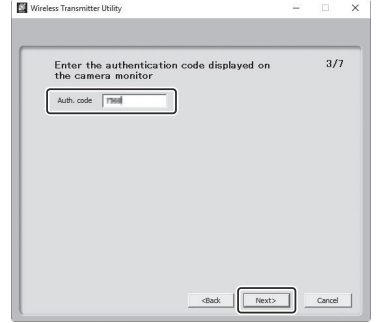 Wireless Transmitter Utility
Enter the authentication code displayed on
the camera monitor
3/7
Auth. code
<Back
Next>
Cancel